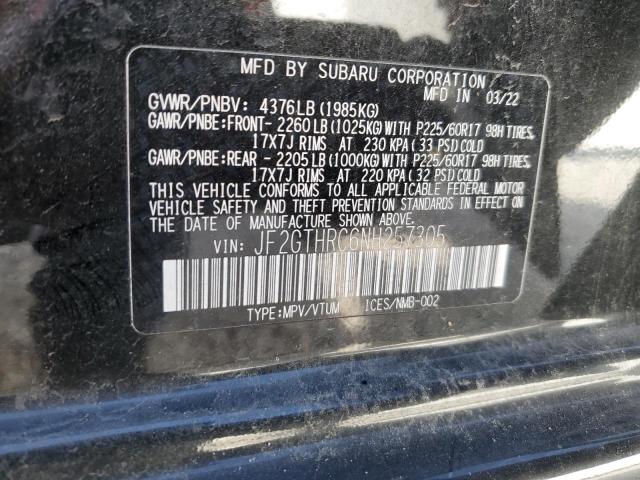 MFD BY SUBARU CORPORATION
MFD IN 03/22
GVWR/PNBV: 4376LB (1985KG)
GAWR/PNBE:FRONT- 2260LB (1025KG)WITH P225/60R17 98H TIRES,
17X7J RIMS AT 230 KPA (33 PSI)COLD
GAWR/PNBE:REAR - 2205LB (1000KG)WITH P225/60R17 98H TIRES,
17X7J RIMS AT 220 KPA (32 PSI)COLD
THIS VEHICLE CONFORMS TO ALL APPLICABLE FEDERAL MOTOR
VEHICLE SAFETY AND THEFT PREVENTION STANDARDS IN EFFECT ON
THE DATE OF MANUFACTURE SHOWN ABOVE.
VIN: JF2GTHRC6NH257305
TYPE:MPV/VTUM ICES/NMB-002